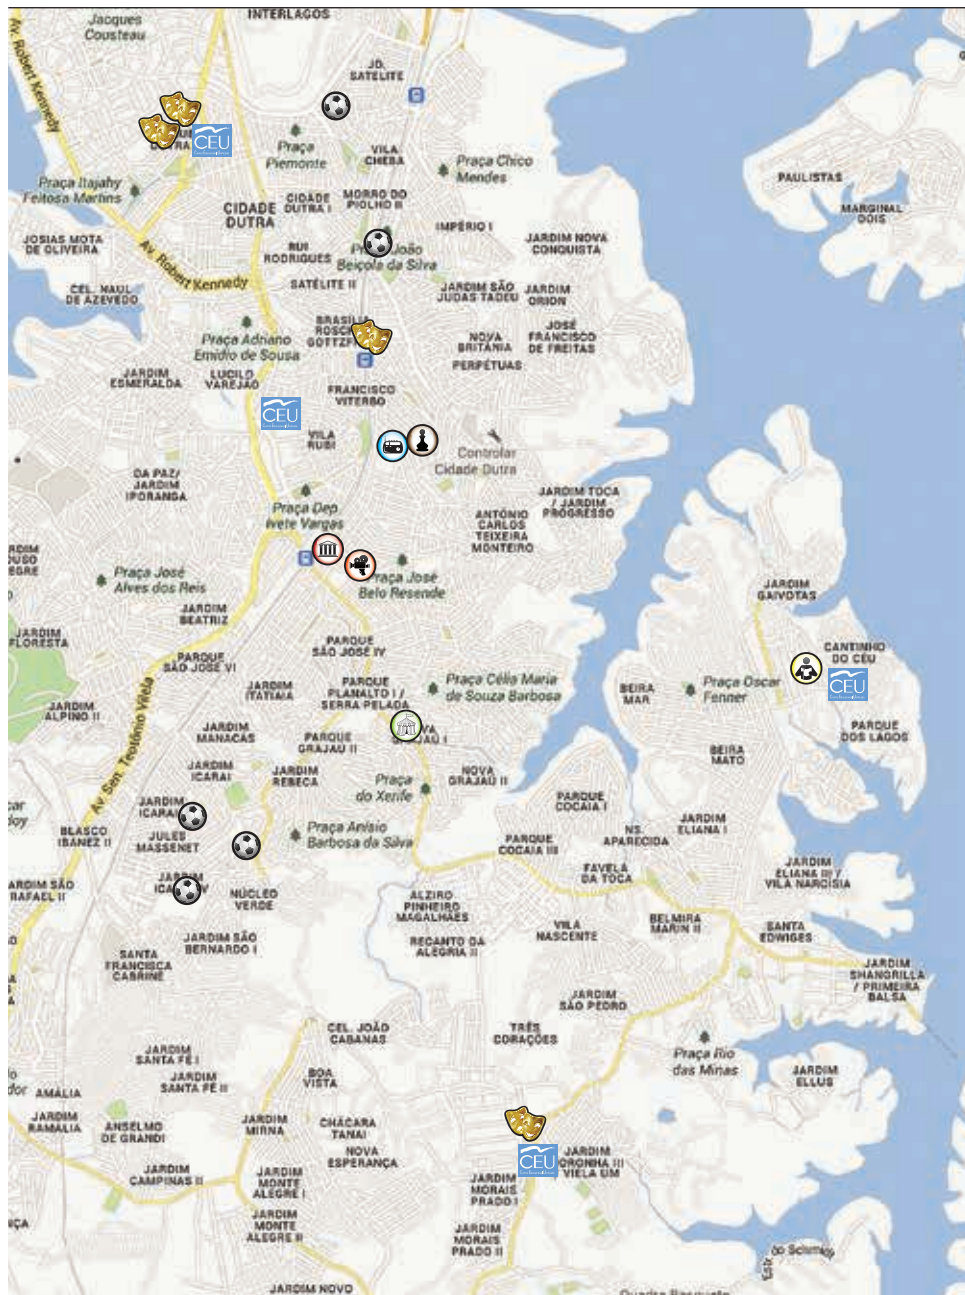 INTERLAGOS
Jacques
Cousteau
Av. Robert Kennedy
JD.
SATÉLITE
CEU
Praça
Piemonte
VILA
CHEBA
Praça Chico
Mendes
Praça Itajahy
Feitosa Martins
CIDADE
DUTRA I
MORRO DO
PIOLHO II
CIDADE
DUTRA
PAULISTAS
MARGINAL
DOIS
IMPÉRIO I
JOSIAS MOTA
DE OLIVEIRA
Av. Robert Kennedy
RUI
RODRIGUES
João
Beiçola da Silva
JARDIM NOVA
CONQUISTA
CEL. NAUL
DE AZEVEDO
SATÉLITE II
JARDIM SÃO
JUDAS TADEU
JARDIM
ORION
Praça Adriano
Emidio de Sousa
NOVA
BRITANIA
JOSÉ
FRANCISCO
DE FREITAS
PERPÉTUAS
JARDIM
ESMERALDA
LUCILO
VAREJÃO
FRANCISCO
VITERBO
CEU
VILA
RUBI
Controlar
Cidade Dutra
DA PAZ/
JARDIM
IPORANGA
Praça Dep.
Ivete Vargas
JARDIM TOCA
/ JARDIM
PROGRESSO
ANTÔNIO
CARLOS
TEIXEIRA
MONTEIRO
Praça José
Alves dos Reis
Praça José
Belo Resende
JARDIM
GAIVOTAS
JARDIM
BEATRIZ
JARDIM
FLORESTA
PARQUE
SÃO JOSÉ IV
PARQUE
SÃO JOSÉ VI
CANTINHO
DO CÉU
CEU
JARDIM
ITATIAIA
PARQUE
PLANALTO I /
SERRA PELADA
Praça Célia Maria
de Souza Barbosa
BEIRA
MAR
Praça Oscar
Fenner
JARDIM
ALPINO II
Av. Sen. Teotônio Vilela
JARDIM
MANACÁS
PARQUE
GRAJAÚ II
GRAJAÚ I
PARQUE
DOS LAGOS
BEIRA
MATO
JARDIM
ICARAI
JARDIM
REBECA
Praça
do Xerife
NOVA
GRAJAÚ II
PARQUE
COCAIA I
JARDIM
ICARAI
JARDIM
ELIANA I
BLASCO
IBANEZ II
JULES
MASSENET
Praça Anísio
Barbosa da Silva
PARQUE
COCAIA III
NS.
APARECIDA
FAVELA
DA TOCA
JARDIM
ELIANA III /
VILA NARCISIA
JARDIM SÃO
RAFAEL II
NÚCLEO
VERDE
ALZIRO
PINHEIRO
MAGALHÃES
BELMIRA
MARIN II
SANTA
EDWIGES
VILA
NASCENTE
RECANTO DA
ALEGRIA II
JARDIM SÃO
BERNARDO I
SANTA
FRANCISCA
CABRINE
JARDIM
SHANGRILLA
/ PRIMEIRA
BALSA
JARDIM
SÃO PEDRO
CEL. JOÃO
CABANAS
TRÊS
CORAÇÕES
JARDIM
SANTA FÉ I
Praça Rio
das Minas
JARDIM
ELLUS
JARDIM
SANTA FÉ II
BOA
VISTA
AMÁLIA
JARDIM
RAMALIA
ANSELMO
DE GRANDI
JARDIM
MIRNA
CHÁCARA
TANAI
NOVA
ESPERANÇA
CEU
JARDIM
NORONHA III
VIELA UM
JARDIM
CAMPINAS II
JARDIM
MONTE
ALEGRE I
JARDIM
MORAIS
PRADO I
JARDIM
MONTE
ALEGRE II
JARDIM
MORAIS
PRADO II
JARDIM NOVO